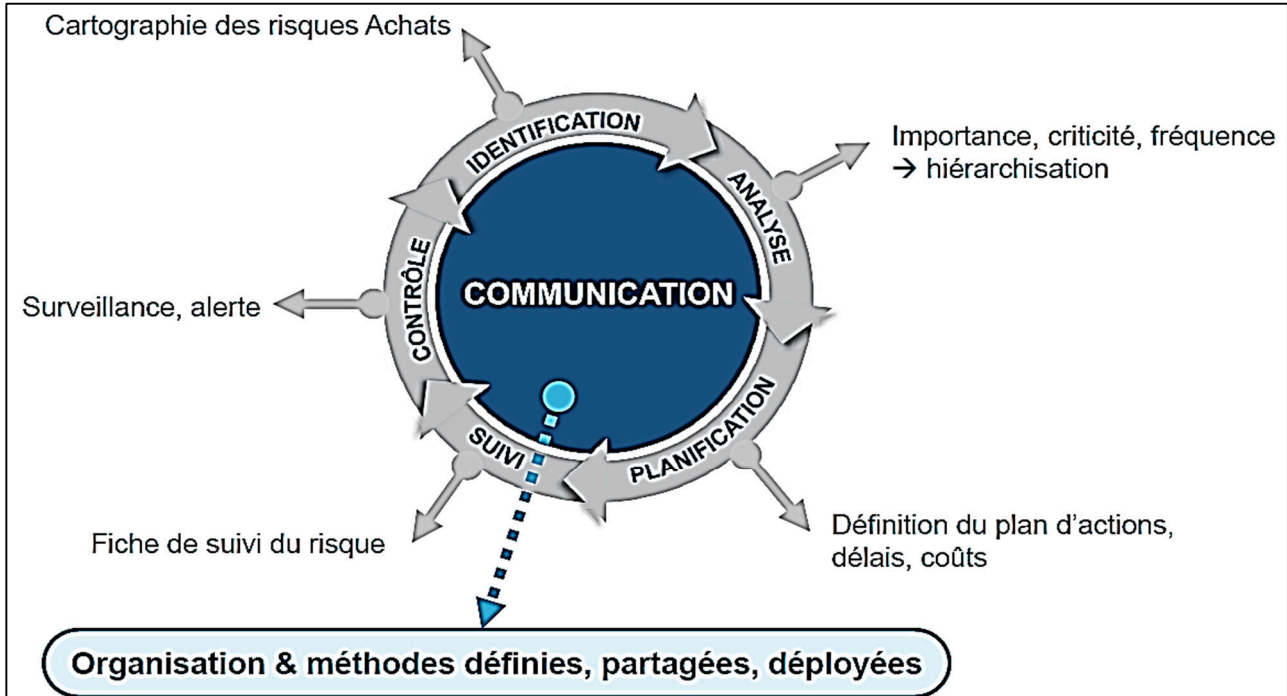 Cartographie des risques Achats
IDENTIFICATION
Importance, criticité, fréquence
→ hiérarchisation
ANALYSE
COMMUNICATION
CONTRÔLE
Surveillance, alerte
PLANIFICATION
SUIVI
Définition du plan d'actions,
délais, coûts
Fiche de suivi du risque
Organisation & méthodes définies, partagées, déployées